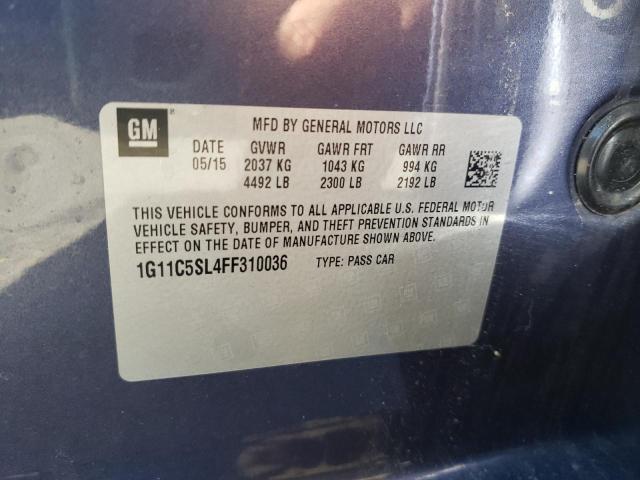 GM
MFD BY GENERAL MOTORS LLC
DATE GVWR GAWR FRT GAWR RR
05/15 2037 KG 1043 KG 994 KG
4492 LB 2300 LB 2192 LB
THIS VEHICLE CONFORMS TO ALL APPLICABLE U.S. FEDERAL MOTOR
VEHICLE SAFETY, BUMPER, AND THEFT PREVENTION STANDARDS IN
EFFECT ON THE DATE OF MANUFACTURE SHOWN ABOVE.
1G11C5SL4FF310036 TYPE: PASS CAR